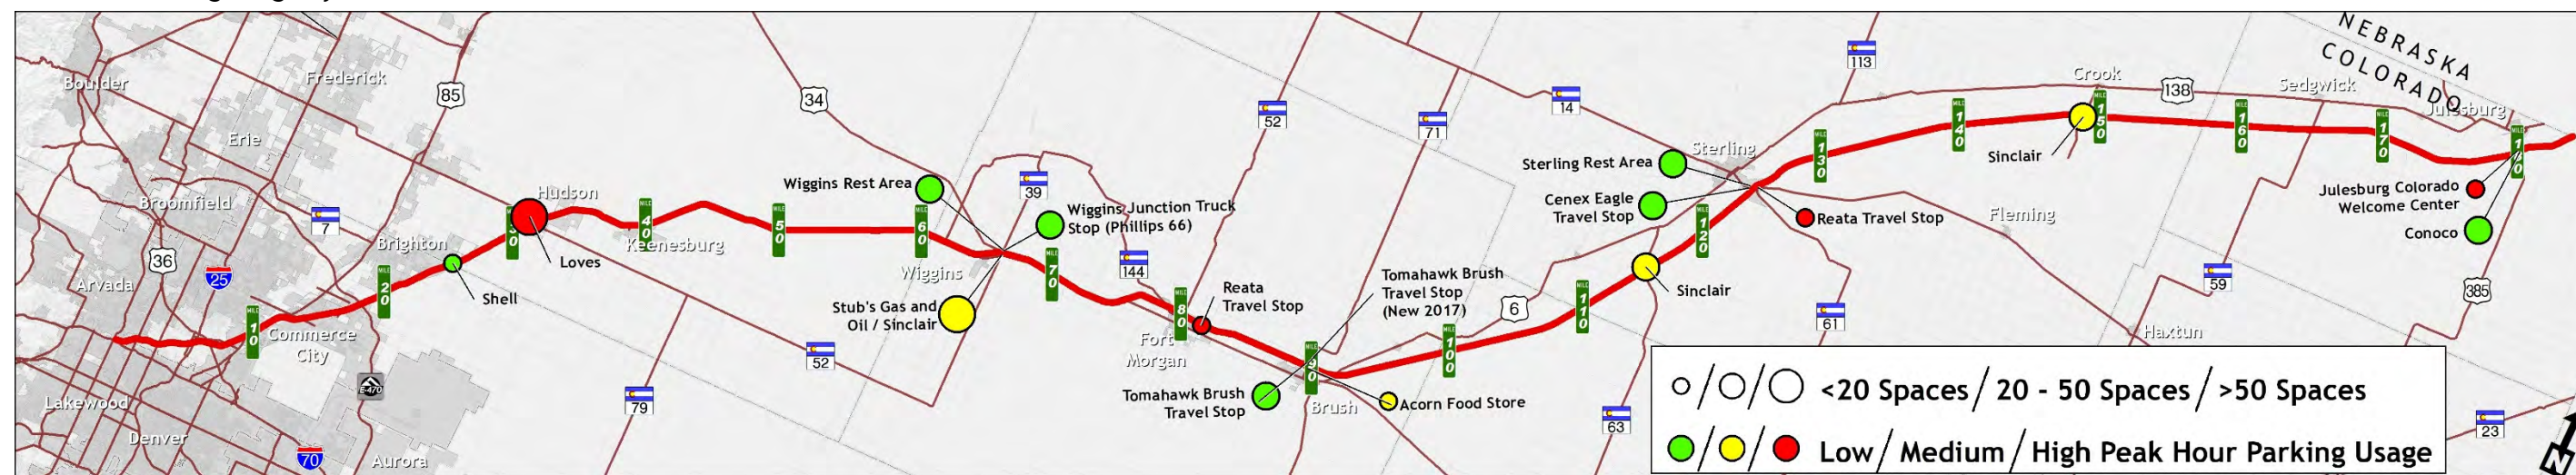 NEBRASKA
COLORADO
Boulder
Frederick
Erie
Broomfield
Arvada
Lakewood
Denver
Aurora
Commerce
City
Brighton
Hudson
Keenesburg
Wiggins
Fort
Morgan
Brush
Sterling
Fleming
Haxtun
Crook
Sedgwick
Julesburg
85
7
36
25
E-470
70
79
52
34
39
144
52
71
14
6
63
113
61
138
59
385
23
MILE 10
MILE 20
MILE 40
MILE 50
MILE 60
MILE 70
MILE 80
MILE 90
MILE 100
MILE 110
MILE 120
MILE 130
MILE 140
MILE 150
MILE 160
MILE 170
Shell
Loves
Wiggins Rest Area
Wiggins Junction Truck
Stop (Phillips 66)
Stub's Gas and
Oil / Sinclair
Reata
Travel Stop
Tomahawk Brush
Travel Stop
(New 2017)
Tomahawk Brush
Travel Stop
Acorn Food Store
Sinclair
Sterling Rest Area
Cenex Eagle
Travel Stop
Reata Travel Stop
Sinclair
Julesburg Colorado
Welcome Center
Conoco
<20 Spaces / 20 - 50 Spaces / >50 Spaces
Low / Medium / High Peak Hour Parking Usage
N